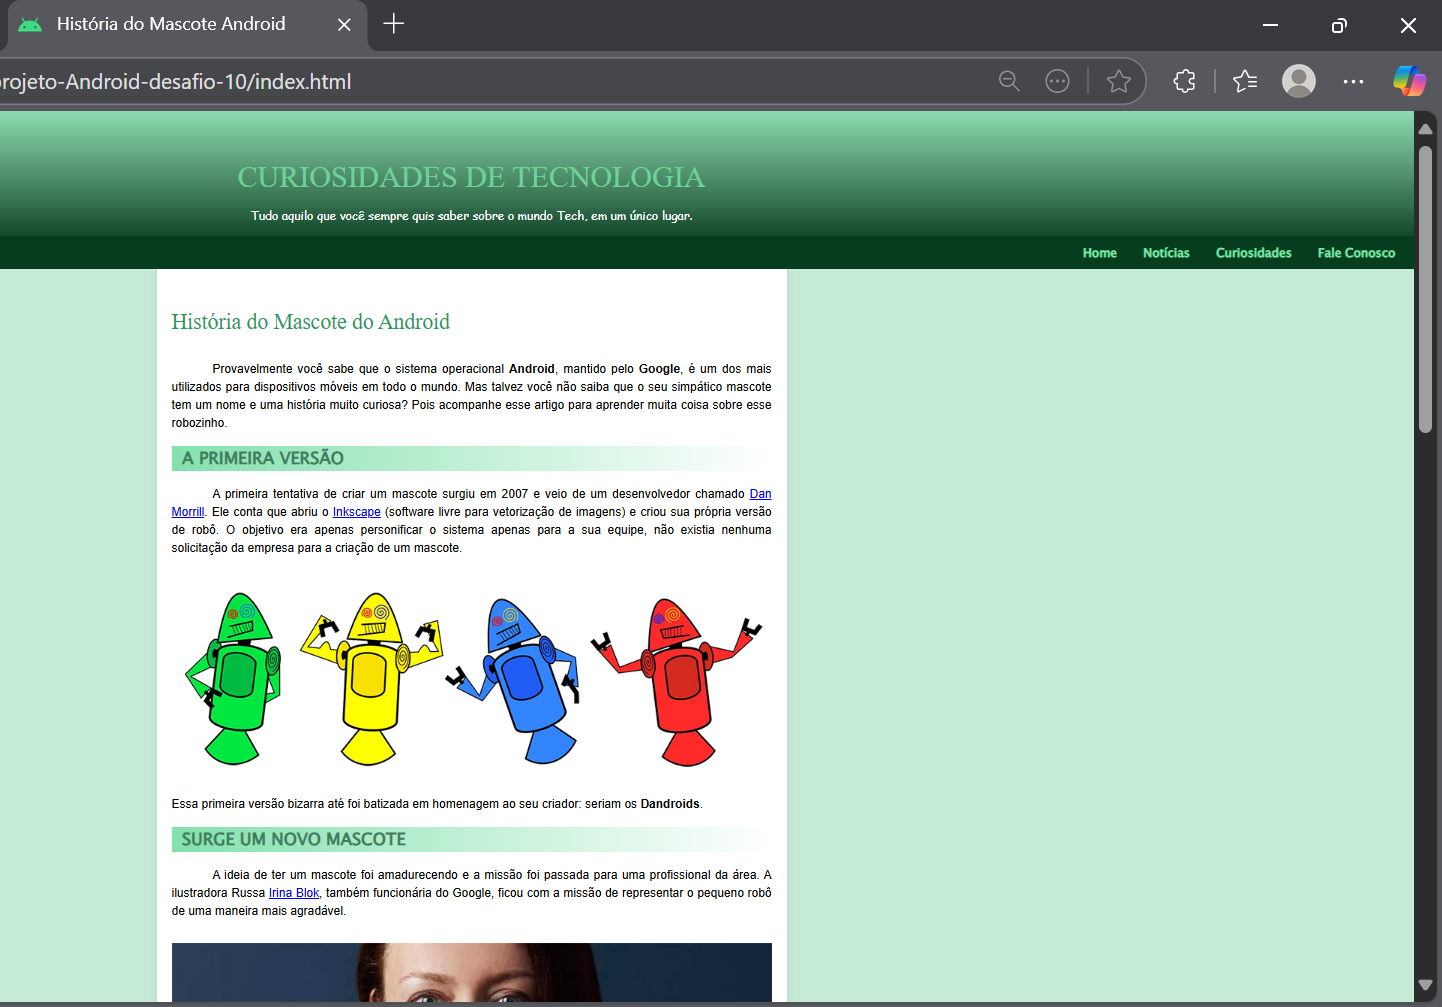 História do Mascote Android
rojeto-Android-desafio-10/index.html
CURIOSIDADES DE TECNOLOGIA
Tudo aquilo que você sempre quis saber sobre o mundo Tech, em um único lugar.
Home Notícias Curiosidades Fale Conosco
História do Mascote do Android
Provavelmente você sabe que o sistema operacional Android, mantido pelo Google, é um dos mais
utilizados para dispositivos móveis em todo o mundo. Mas talvez você não saiba que o seu simpático mascote
tem um nome e uma história muito curiosa? Pois acompanhe esse artigo para aprender muita coisa sobre esse
robozinho.
A PRIMEIRA VERSÃO
A primeira tentativa de criar um mascote surgiu em 2007 e veio de um desenvolvedor chamado Dan
Morrill. Ele conta que abriu o Inkscape (software livre para vetorização de imagens) e criou sua própria versão
de robô. O objetivo era apenas personificar o sistema apenas para a sua equipe, não existia nenhuma
solicitação da empresa para a criação de um mascote.
Essa primeira versão bizarra até foi batizada em homenagem ao seu criador: seriam os Dandroids.
SURGE UM NOVO MASCOTE
A ideia de ter um mascote foi amadurecendo e a missão foi passada para uma profissional da área. A
ilustradora Russa Irina Blok, também funcionária do Google, ficou com a missão de representar o pequeno robô
de uma maneira mais agradável.